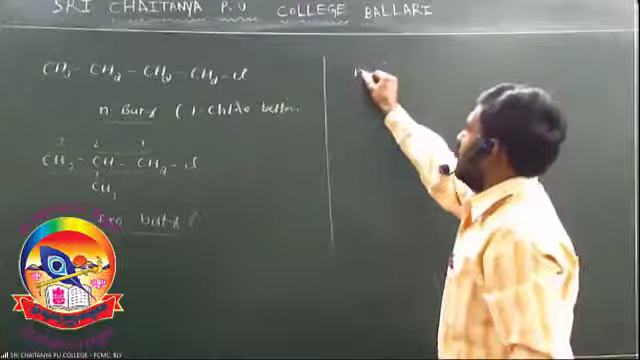 SRI CHAITANYA P.U COLLEGE BALLARI
CH3 - CH2 - CH2 - CH2 - Cl
n butyl (1-chloro
3 2 1
CH3 - CH - CH2 - Cl
CH3
Iso butyl (
SRI CHAITANYA PU COLLEGE - PCMC, BLY